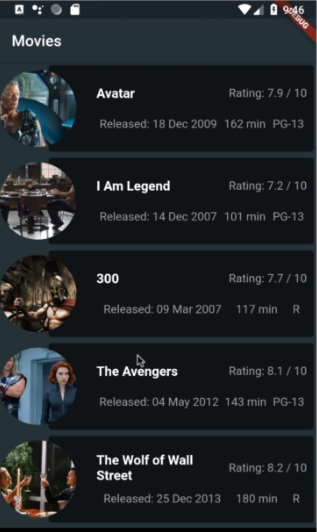 9:46
DEBUG
Movies
Avatar Rating: 7.9 / 10
Released: 18 Dec 2009 162 min PG-13
I Am Legend Rating: 7.2 / 10
Released: 14 Dec 2007 101 min PG-13
300 Rating: 7.7 / 10
Released: 09 Mar 2007 117 min R
The Avengers Rating: 8.1 / 10
Released: 04 May 2012 143 min PG-13
The Wolf of Wall
Street Rating: 8.2 / 10
Released: 25 Dec 2013 180 min R